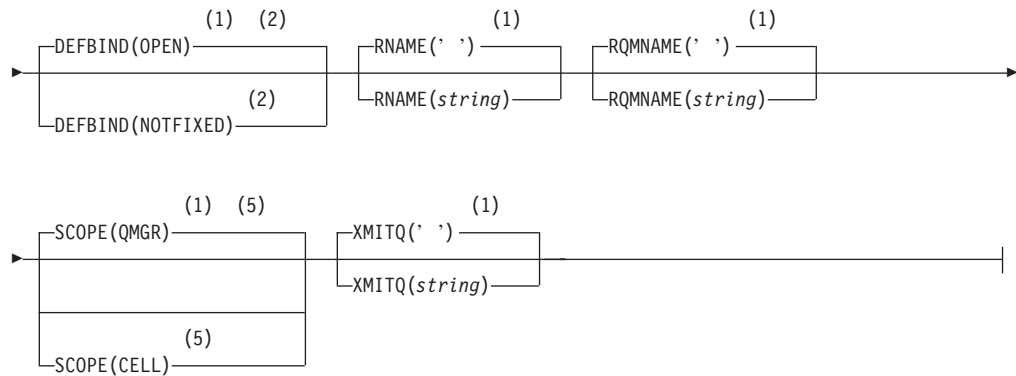 (1) (2) (1) (1)
DEFBIND(OPEN) RNAME(’ ’) RQMNAME(’ ’)
(2) RNAME(string) RQMNAME(string)
DEFBIND(NOTFIXED)
(1) (5) (1)
SCOPE(QMGR) XMITQ(’ ’)
XMITQ(string)
(5)
SCOPE(CELL)